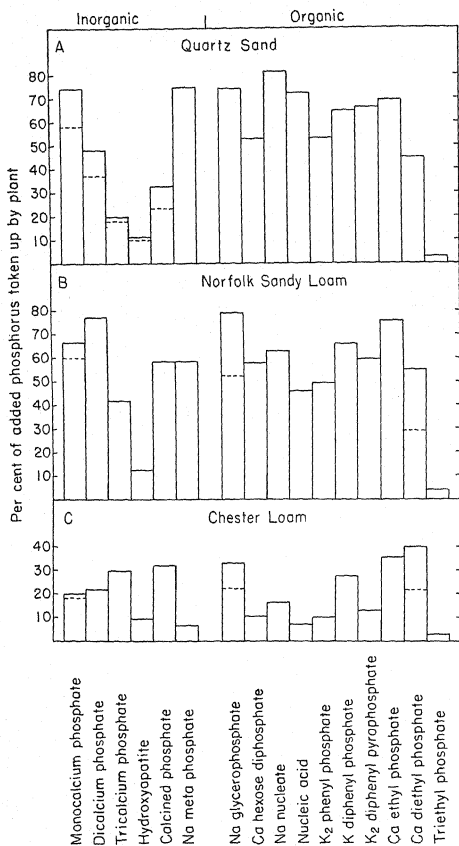 Inorganic Organic
A Quartz Sand
80
70
60
50
40
30
20
10
B Norfolk Sandy Loam
80
70
60
50
40
30
20
10
C Chester Loam
40
30
20
10
Per cent of added phosphorus taken up by plant
Monocalcium phosphate
Dicalcium phosphate
Tricalcium phosphate
Hydroxyapatite
Calcined phosphate
Na meta phosphate
Na glycerophosphate
Ca hexose diphosphate
Na nucleate
Nucleic acid
K2 phenyl phosphate
K diphenyl phosphate
K2 diphenyl pyrophosphate
Ca ethyl phosphate
Ca diethyl phosphate
Triethyl phosphate